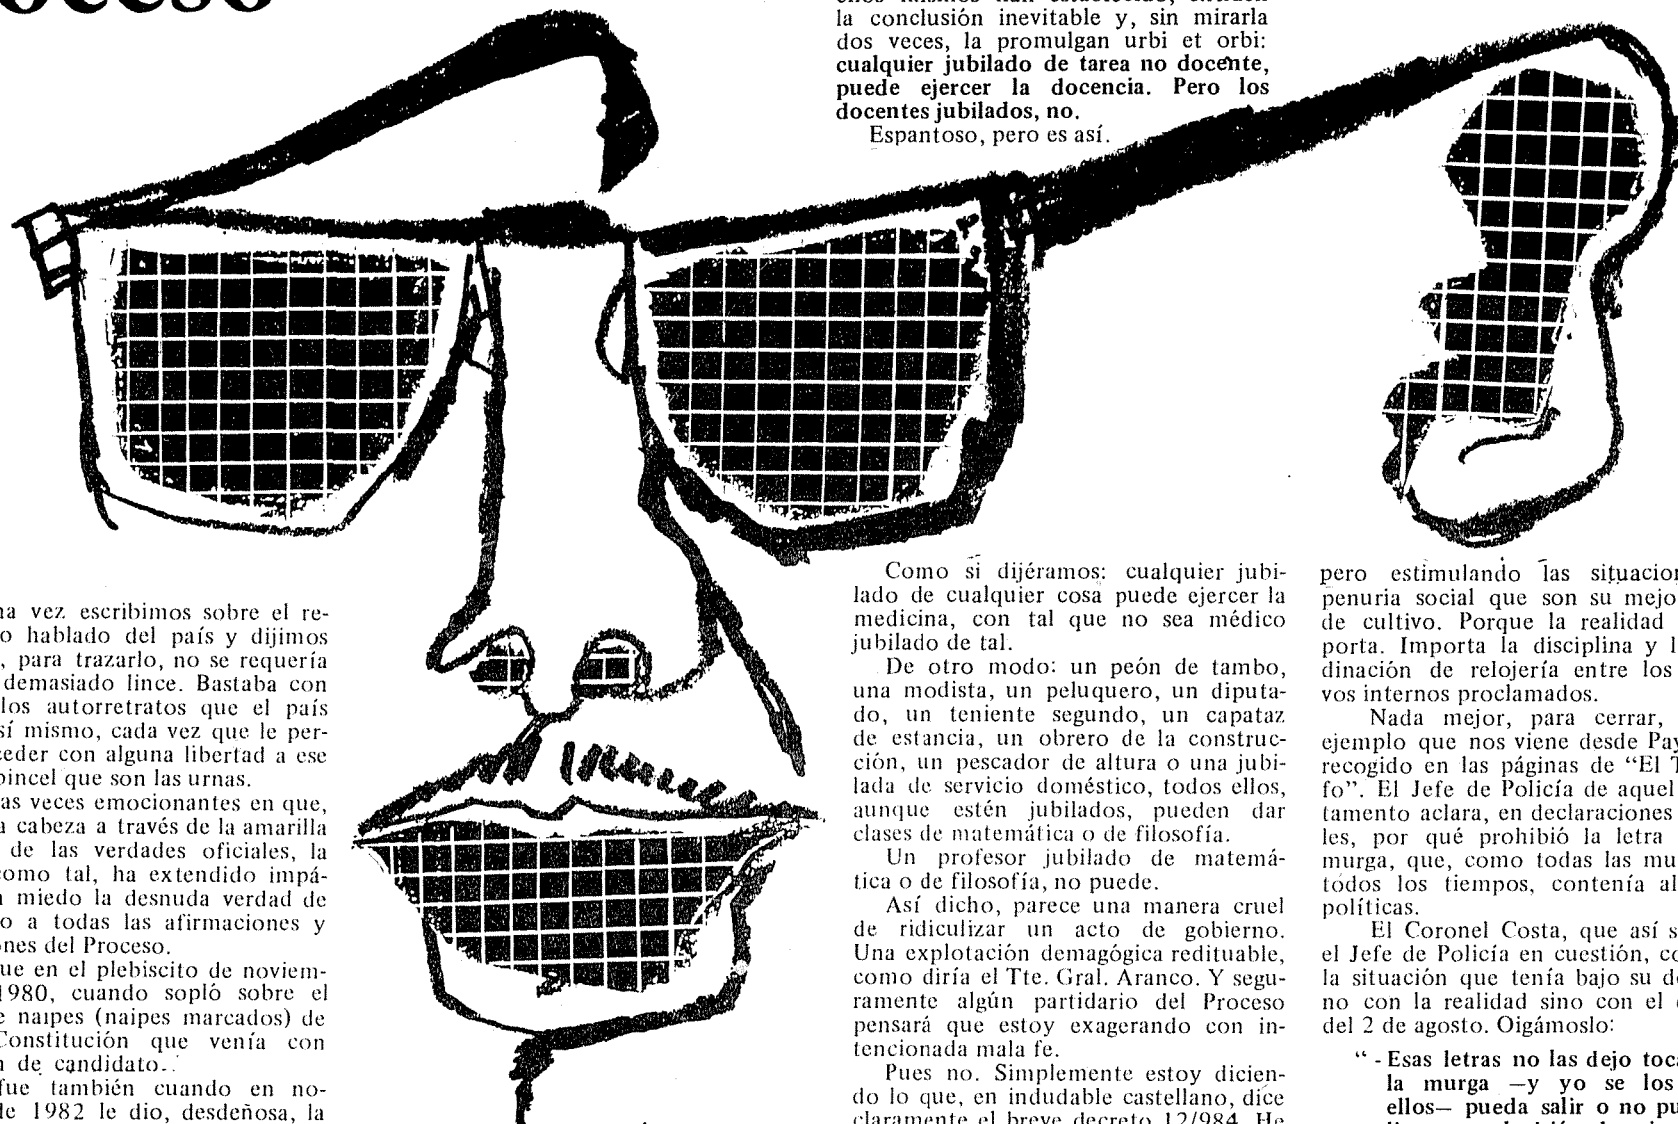 oceso
la conclusión inevitable y, sin mirarla
dos veces, la promulgan urbi et orbi:
cualquier jubilado de tarea no docente,
puede ejercer la docencia. Pero los
docentes jubilados, no.
Espantoso, pero es así.
na vez escribimos sobre el re-
o hablado del país y dijimos
, para trazarlo, no se requería
demasiado lince. Bastaba con
los autorretratos que el país
sí mismo, cada vez que le per-
ceder con alguna libertad a ese
pincel que son las urnas.
as veces emocionantes en que,
a cabeza a través de la amarilla
de las verdades oficiales, la
como tal, ha extendido impá-
n miedo la desnuda verdad de
o a todas las afirmaciones y
ones del Proceso.
ue en el plebiscito de noviem-
1980, cuando sopló sobre el
e naipes (naipes marcados) de
Constitución que venía con
n de candidato..
fue también cuando en no-
de 1982 le dio, desdeñosa, la
Como si dijéramos: cualquier jubi-
lado de cualquier cosa puede ejercer la
medicina, con tal que no sea médico
jubilado de tal.
De otro modo: un peón de tambo,
una modista, un peluquero, un diputa-
do, un teniente segundo, un capataz
de estancia, un obrero de la construc-
ción, un pescador de altura o una jubi-
lada de servicio doméstico, todos ellos,
aunque estén jubilados, pueden dar
clases de matemática o de filosofía.
Un profesor jubilado de matemá-
tica o de filosofía, no puede.
Así dicho, parece una manera cruel
de ridiculizar un acto de gobierno.
Una explotación demagógica redituable,
como diría el Tte. Gral. Aranco. Y segu-
ramente algún partidario del Proceso
pensará que estoy exagerando con in-
tencionada mala fe.
Pues no. Simplemente estoy dicien-
do lo que, en indudable castellano, dice
claramente el breve decreto 12/984. He
pero estimulando las situacion
penuria social que son su mejo
de cultivo. Porque la realidad
porta. Importa la disciplina y l
dinación de relojería entre los
vos internos proclamados.
Nada mejor, para cerrar,
ejemplo que nos viene desde Pay
recogido en las páginas de “El T
fo”. El Jefe de Policía de aquel
tamento aclara, en declaraciones
les, por qué prohibió la letra
murga, que, como todas las mu
todos los tiempos, contenía al
políticas.
El Coronel Costa, que así s
el Jefe de Policía en cuestión, co
la situación que tenía bajo su d
no con la realidad sino con el
del 2 de agosto. Oigámoslo:
“ - Esas letras no las dejo toca
la murga —y yo se los
ellos— pueda salir o no pu